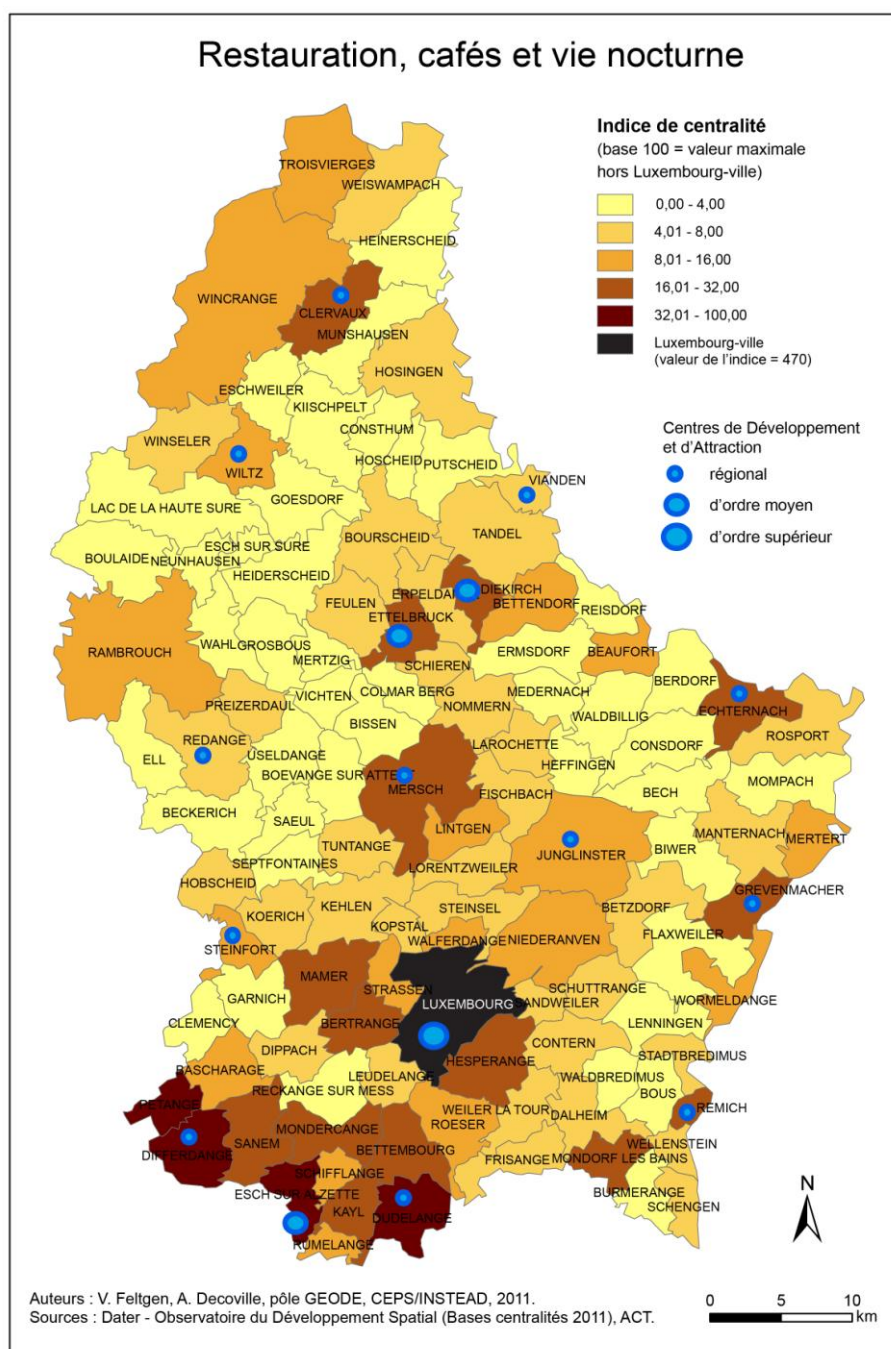 Restauration, cafés et vie nocturne
Indice de centralité
(base 100 = valeur maximale
hors Luxembourg-ville)
0,00 - 4,00
4,01 - 8,00
8,01 - 16,00
16,01 - 32,00
32,01 - 100,00
Luxembourg-ville
(valeur de l'indice = 470)
Centres de Développement
et d'Attraction
régional
d'ordre moyen
d'ordre supérieur
TROISVIERGES
WEISWAMPACH
HEINERSCHEID
WINCRANGE
CLERVAUX
MUNSHAUSEN
HOSINGEN
ESCHWEILER
KIISCHPELT
CONSTHUM
WINSELER
HOSCHEID
PUTSCHEID
WILTZ
VIANDEN
GOESDORF
LAC DE LA HAUTE SURE
TANDEL
BOURSCHEID
ESCH SUR SURE
BOULAIDE
NEUNHAUSEN
HEIDERSCHEID
ERPELDA
DIEKIRCH
FEULEN
BETTENDORF
REISDORF
ETTELBRUCK
WAHL
GROSBOUS
ERMSDORF
BEAUFORT
RAMBROUCH
MERTZIG
SCHIEREN
BERDORF
VICHTEN
COLMAR BERG
MEDERNACH
PREIZERDAUL
NOMMERN
WALDBILLIG
ECHTERNACH
BISSEN
ROSPORT
REDANGE
LAROCHETTE
CONSDORF
USELDANGE
ELL
HEFFINGEN
BOEVANGE SUR ATTE T
MOMPACH
MERSCH
FISCHBACH
BECH
BECKERICH
SAEUL
LINTGEN
MANTERNACH
MERTERT
TUNTANGE
JUNGLINSTER
BIWER
SEPTFONTAINES
LORENTZWEILER
HOBSCHEID
GREVENMACHER
KEHLEN
STEINSEL
BETZDORF
KOERICH
KOPSTAL
FLAXWEILER
STEINFORT
WALFERDANGE
NIEDERANVEN
MAMER
STRASSEN
SCHUTTRANGE
GARNICH
LUXEMBOURG
SANDWEILER
WORMELDANGE
CLEMENCY
BERTRANGE
LENNINGEN
CONTERN
DIPPACH
HESPERANGE
STADTBREDIMUS
BASCHARAGE
LEUDELANGE
WALDBREDIMUS
RECKANGE SUR MESS
BOUS
PETANGE
WEILER LA TOUR
DALHEIM
REMICH
MONDERCANGE
ROESER
SANEM
DIFFERDANGE
BETTEMBOURG
WELLENSTEIN
FRISANGE
MONDORF LES BAINS
SCHIFFLANGE
ESCH SUR ALZETTE
BURMERANGE
KAYL
DUDELANGE
SCHENGEN
RUMELANGE
N
Auteurs : V. Feltgen, A. Decoville, pôle GEODE, CEPS/INSTEAD, 2011.
Sources : Dater - Observatoire du Développement Spatial (Bases centralités 2011), ACT.
0 5 10
km